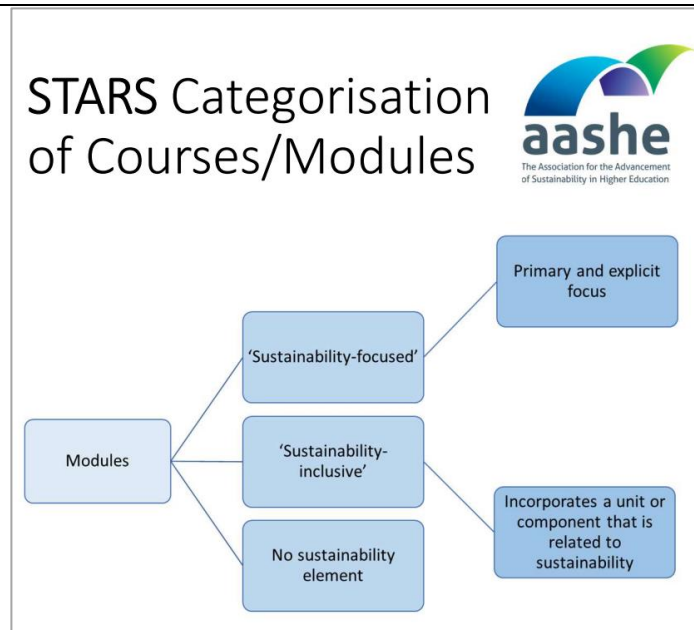 STARS Categorisation
of Courses/Modules
aashe
The Association for the Advancement
of Sustainability in Higher Education
Primary and explicit
focus
‘Sustainability-focused’
Modules
‘Sustainability-
inclusive’
Incorporates a unit or
component that is
related to
sustainability
No sustainability
element